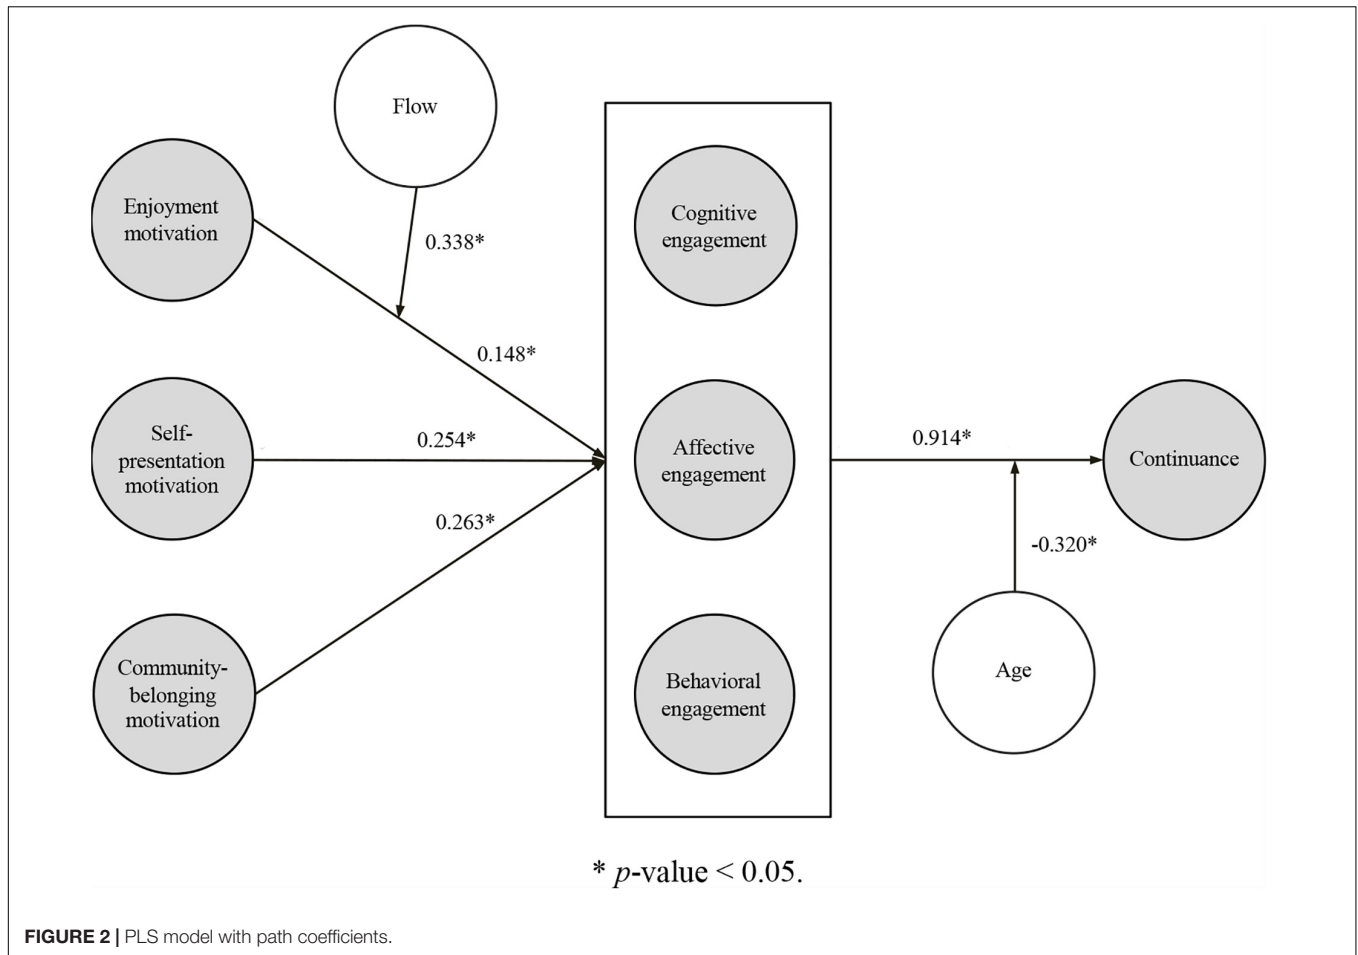 Flow
Enjoyment
motivation
Cognitive
engagement
0.338*
0.148*
Self-
presentation
motivation
0.254*
Affective
engagement
0.914*
Continuance
0.263*
-0.320*
Community-
belonging
motivation
Behavioral
engagement
Age
* p-value < 0.05.
FIGURE 2 | PLS model with path coefficients.